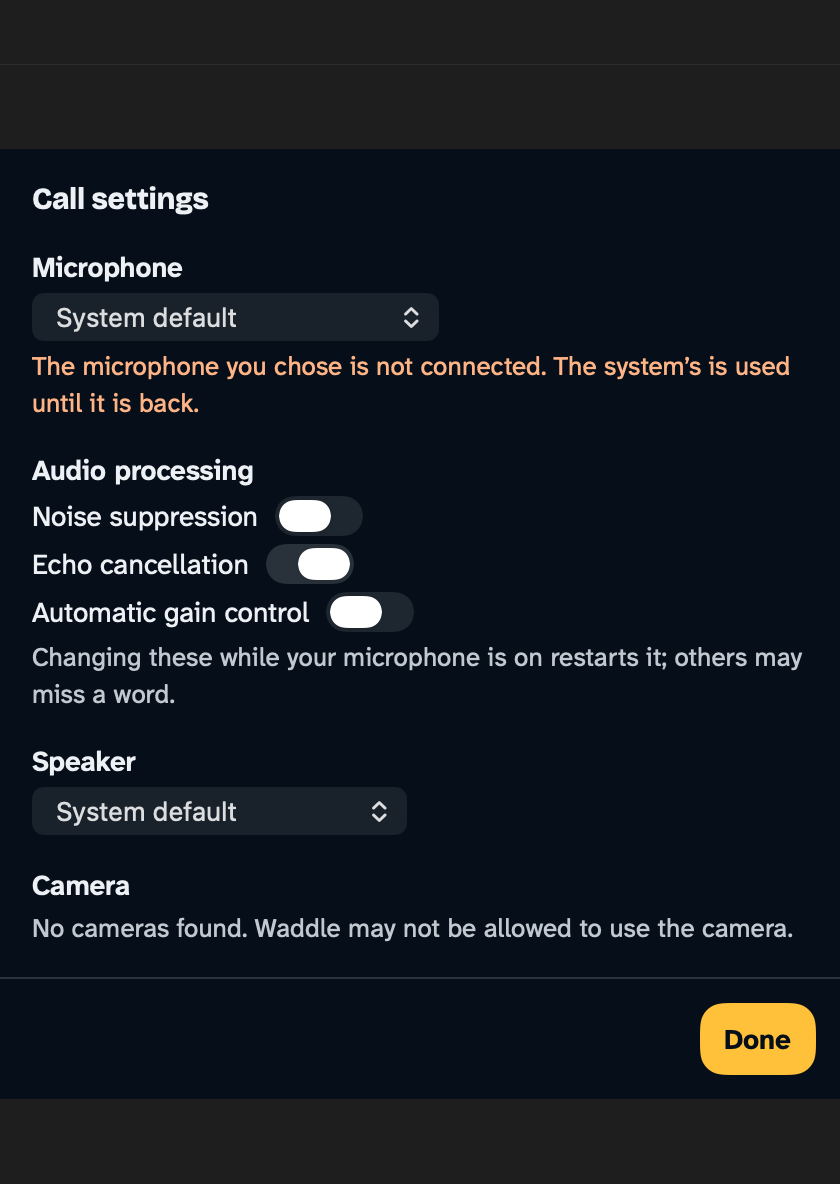 Call settings
Microphone
System default
The microphone you chose is not connected. The system’s is used
until it is back.
Audio processing
Noise suppression
Echo cancellation
Automatic gain control
Changing these while your microphone is on restarts it; others may
miss a word.
Speaker
System default
Camera
No cameras found. Waddle may not be allowed to use the camera.
Done